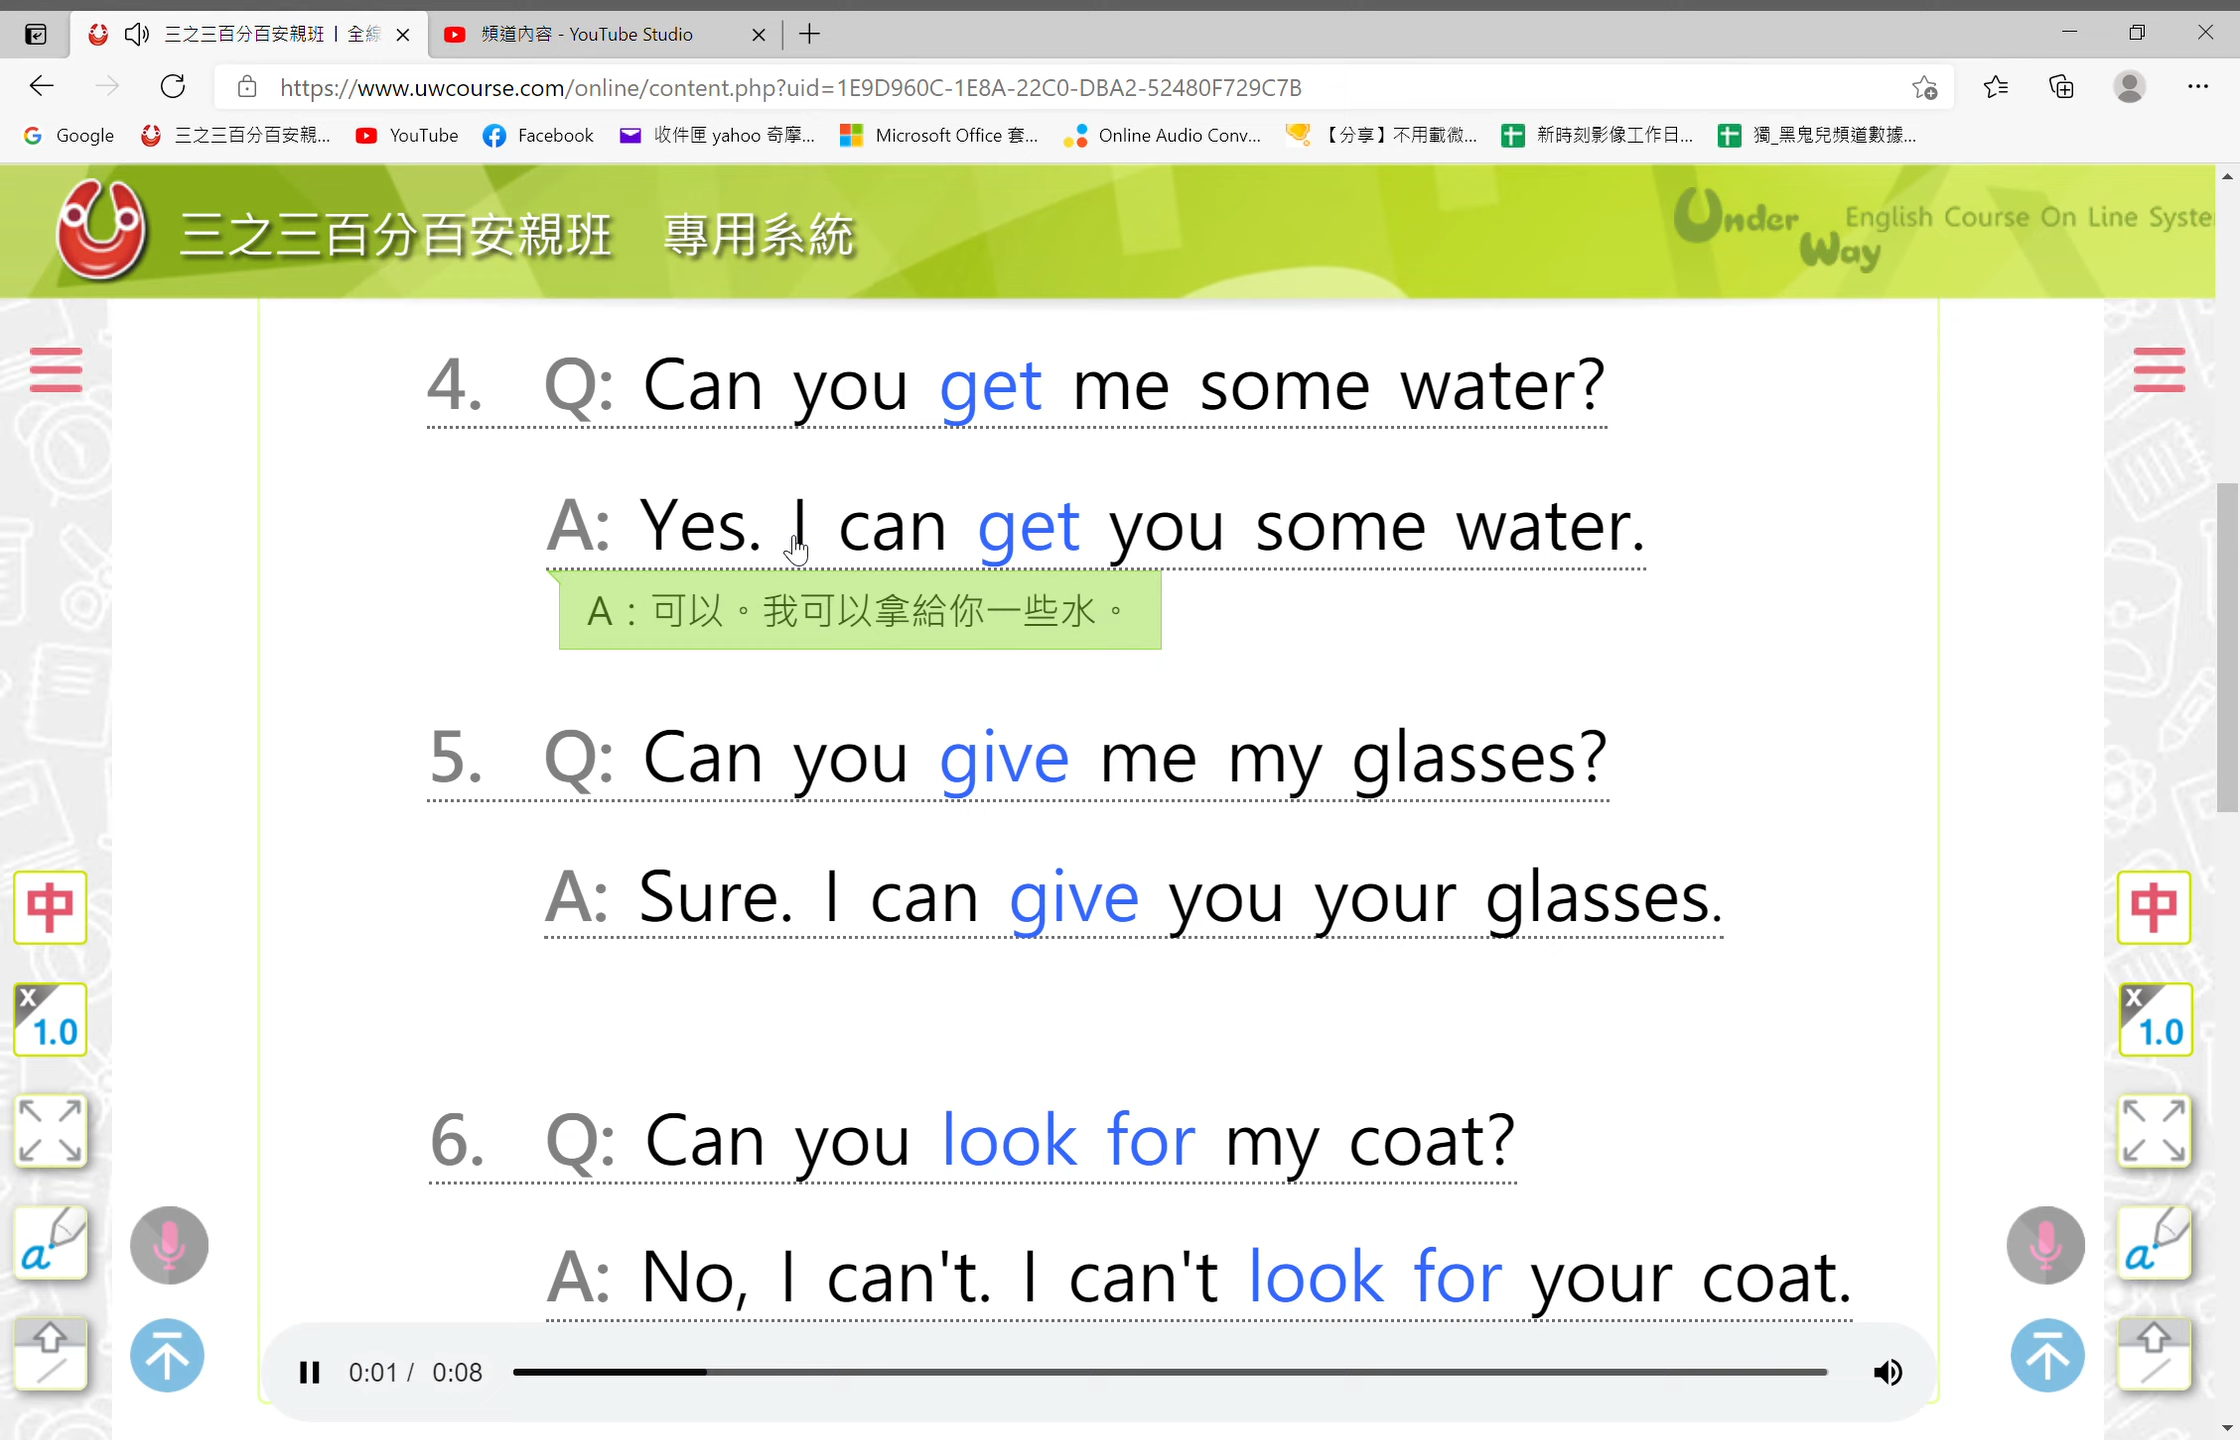 三之三百分百安親班 | 全線
頻道內容 - YouTube Studio
https://www.uwcourse.com/online/content.php?uid=1E9D960C-1E8A-22C0-DBA2-52480F729C7B
Google
三之三百分百安親...
YouTube
Facebook
收件匣 yahoo 奇摩...
Microsoft Office 套...
Online Audio Conv...
【分享】不用載微...
新時刻影像工作日...
獨_黑鬼兒頻道數據...
三之三百分百安親班 專用系統
Under Way
English Course On Line Syste
4. Q: Can you get me some water?
A: Yes. I can get you some water.
A：可以。我可以拿給你一些水。
5. Q: Can you give me my glasses?
A: Sure. I can give you your glasses.
6. Q: Can you look for my coat?
A: No, I can't. I can't look for your coat.
中
中
X 1.0
X 1.0
a
a
0:01 / 0:08